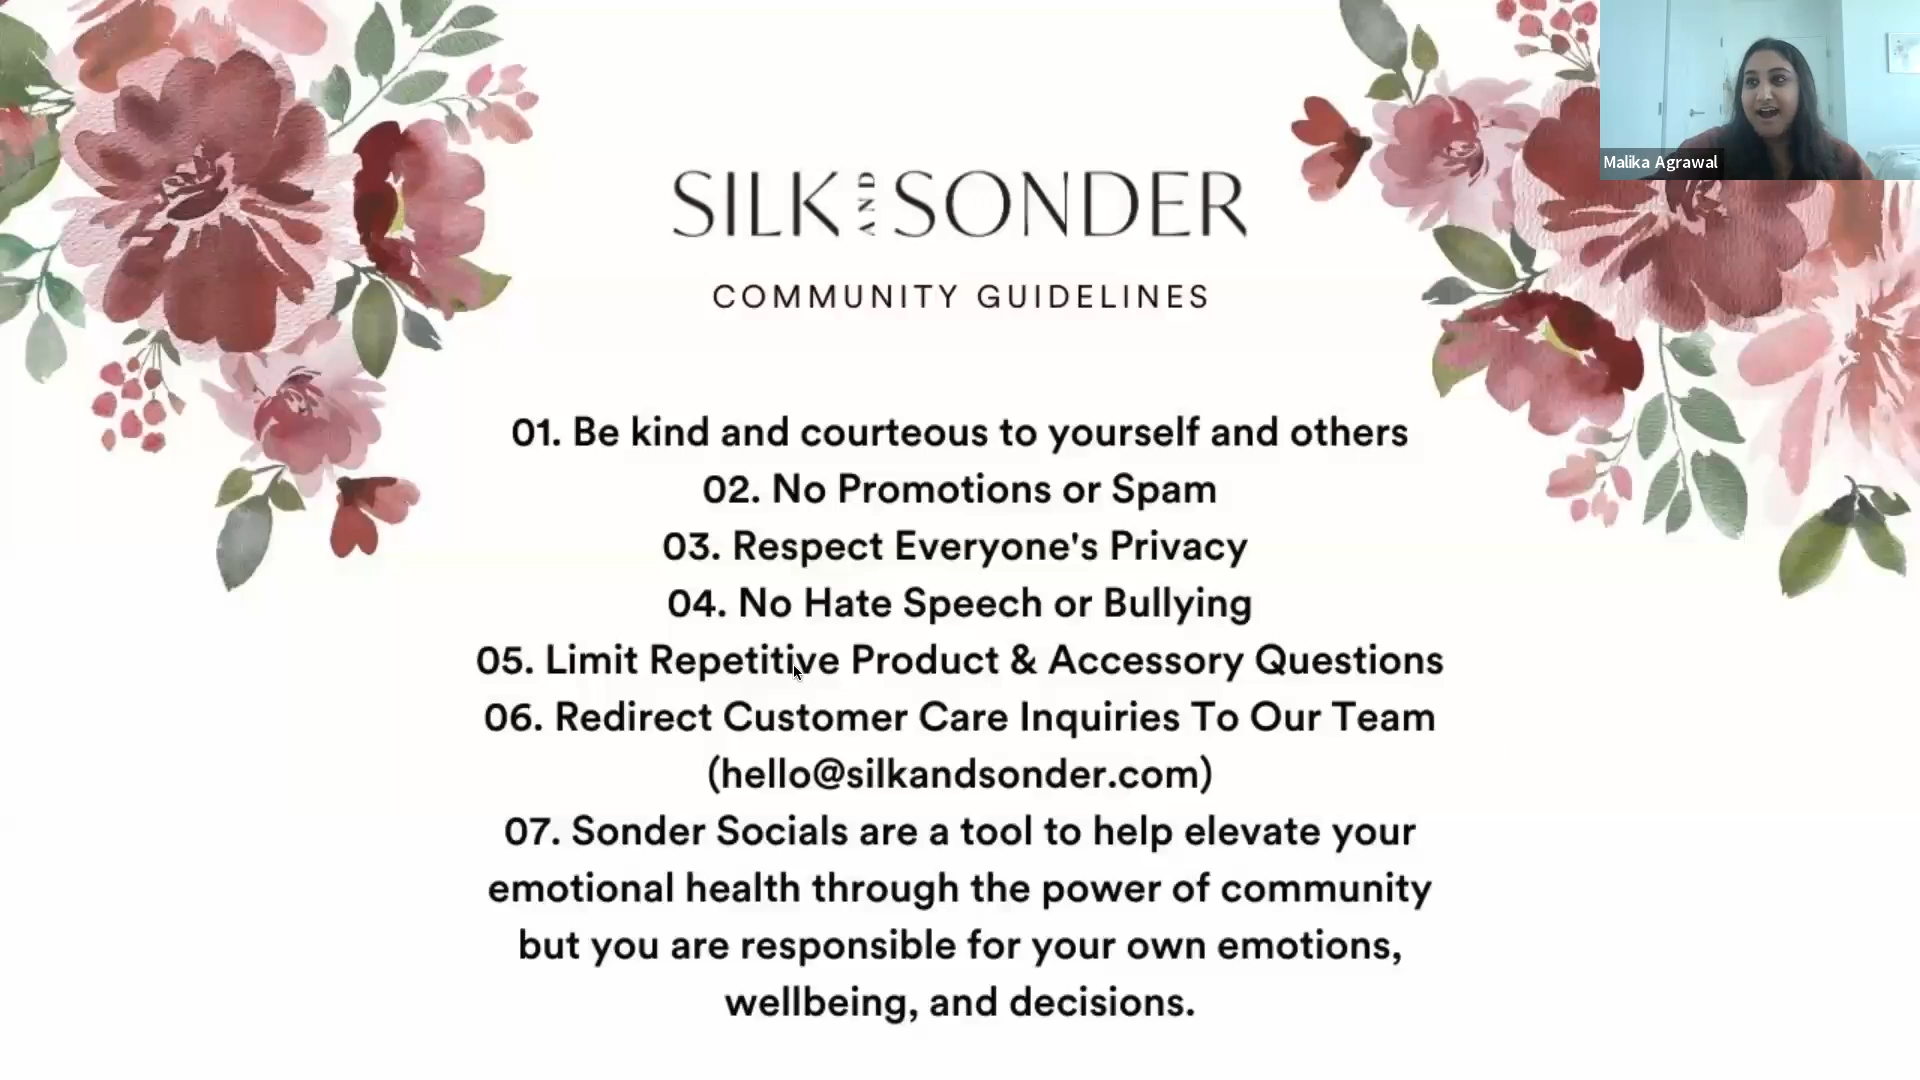 Malika Agrawal
SILK AND SONDER
COMMUNITY GUIDELINES
01. Be kind and courteous to yourself and others
02. No Promotions or Spam
03. Respect Everyone's Privacy
04. No Hate Speech or Bullying
05. Limit Repetitive Product & Accessory Questions
06. Redirect Customer Care Inquiries To Our Team
(hello@silkandsonder.com)
07. Sonder Socials are a tool to help elevate your
emotional health through the power of community
but you are responsible for your own emotions,
wellbeing, and decisions.